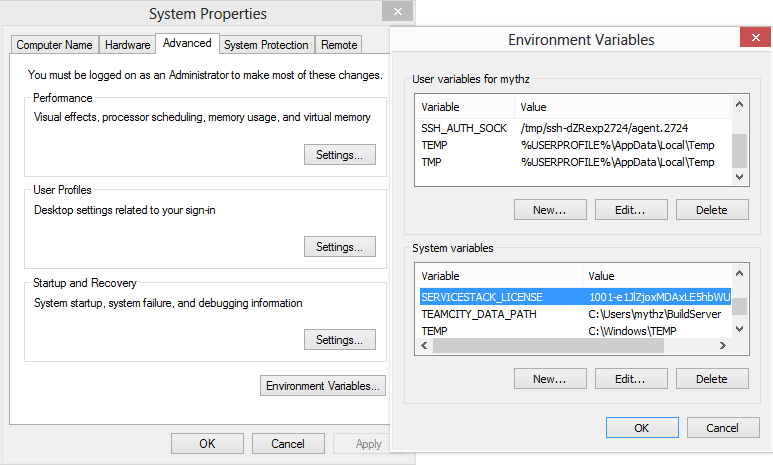 System Properties
Computer Name Hardware Advanced System Protection Remote
You must be logged on as an Administrator to make most of these changes.
Performance
Visual effects, processor scheduling, memory usage, and virtual memory
Settings...
User Profiles
Desktop settings related to your sign-in
Settings...
Startup and Recovery
System startup, system failure, and debugging information
Settings...
Environment Variables...
OK Cancel Apply
Environment Variables
User variables for mythz
Variable Value
SSH_AUTH_SOCK /tmp/ssh-dZRexp2724/agent.2724
TEMP %USERPROFILE%\AppData\Local\Temp
TMP %USERPROFILE%\AppData\Local\Temp
New... Edit... Delete
System variables
Variable Value
SERVICESTACK_LICENSE 1001-e1JlZjoxMDAxLE5hbWU
TEAMCITY_DATA_PATH C:\Users\mythz\BuildServer
TEMP C:\Windows\TEMP
New... Edit... Delete
OK Cancel